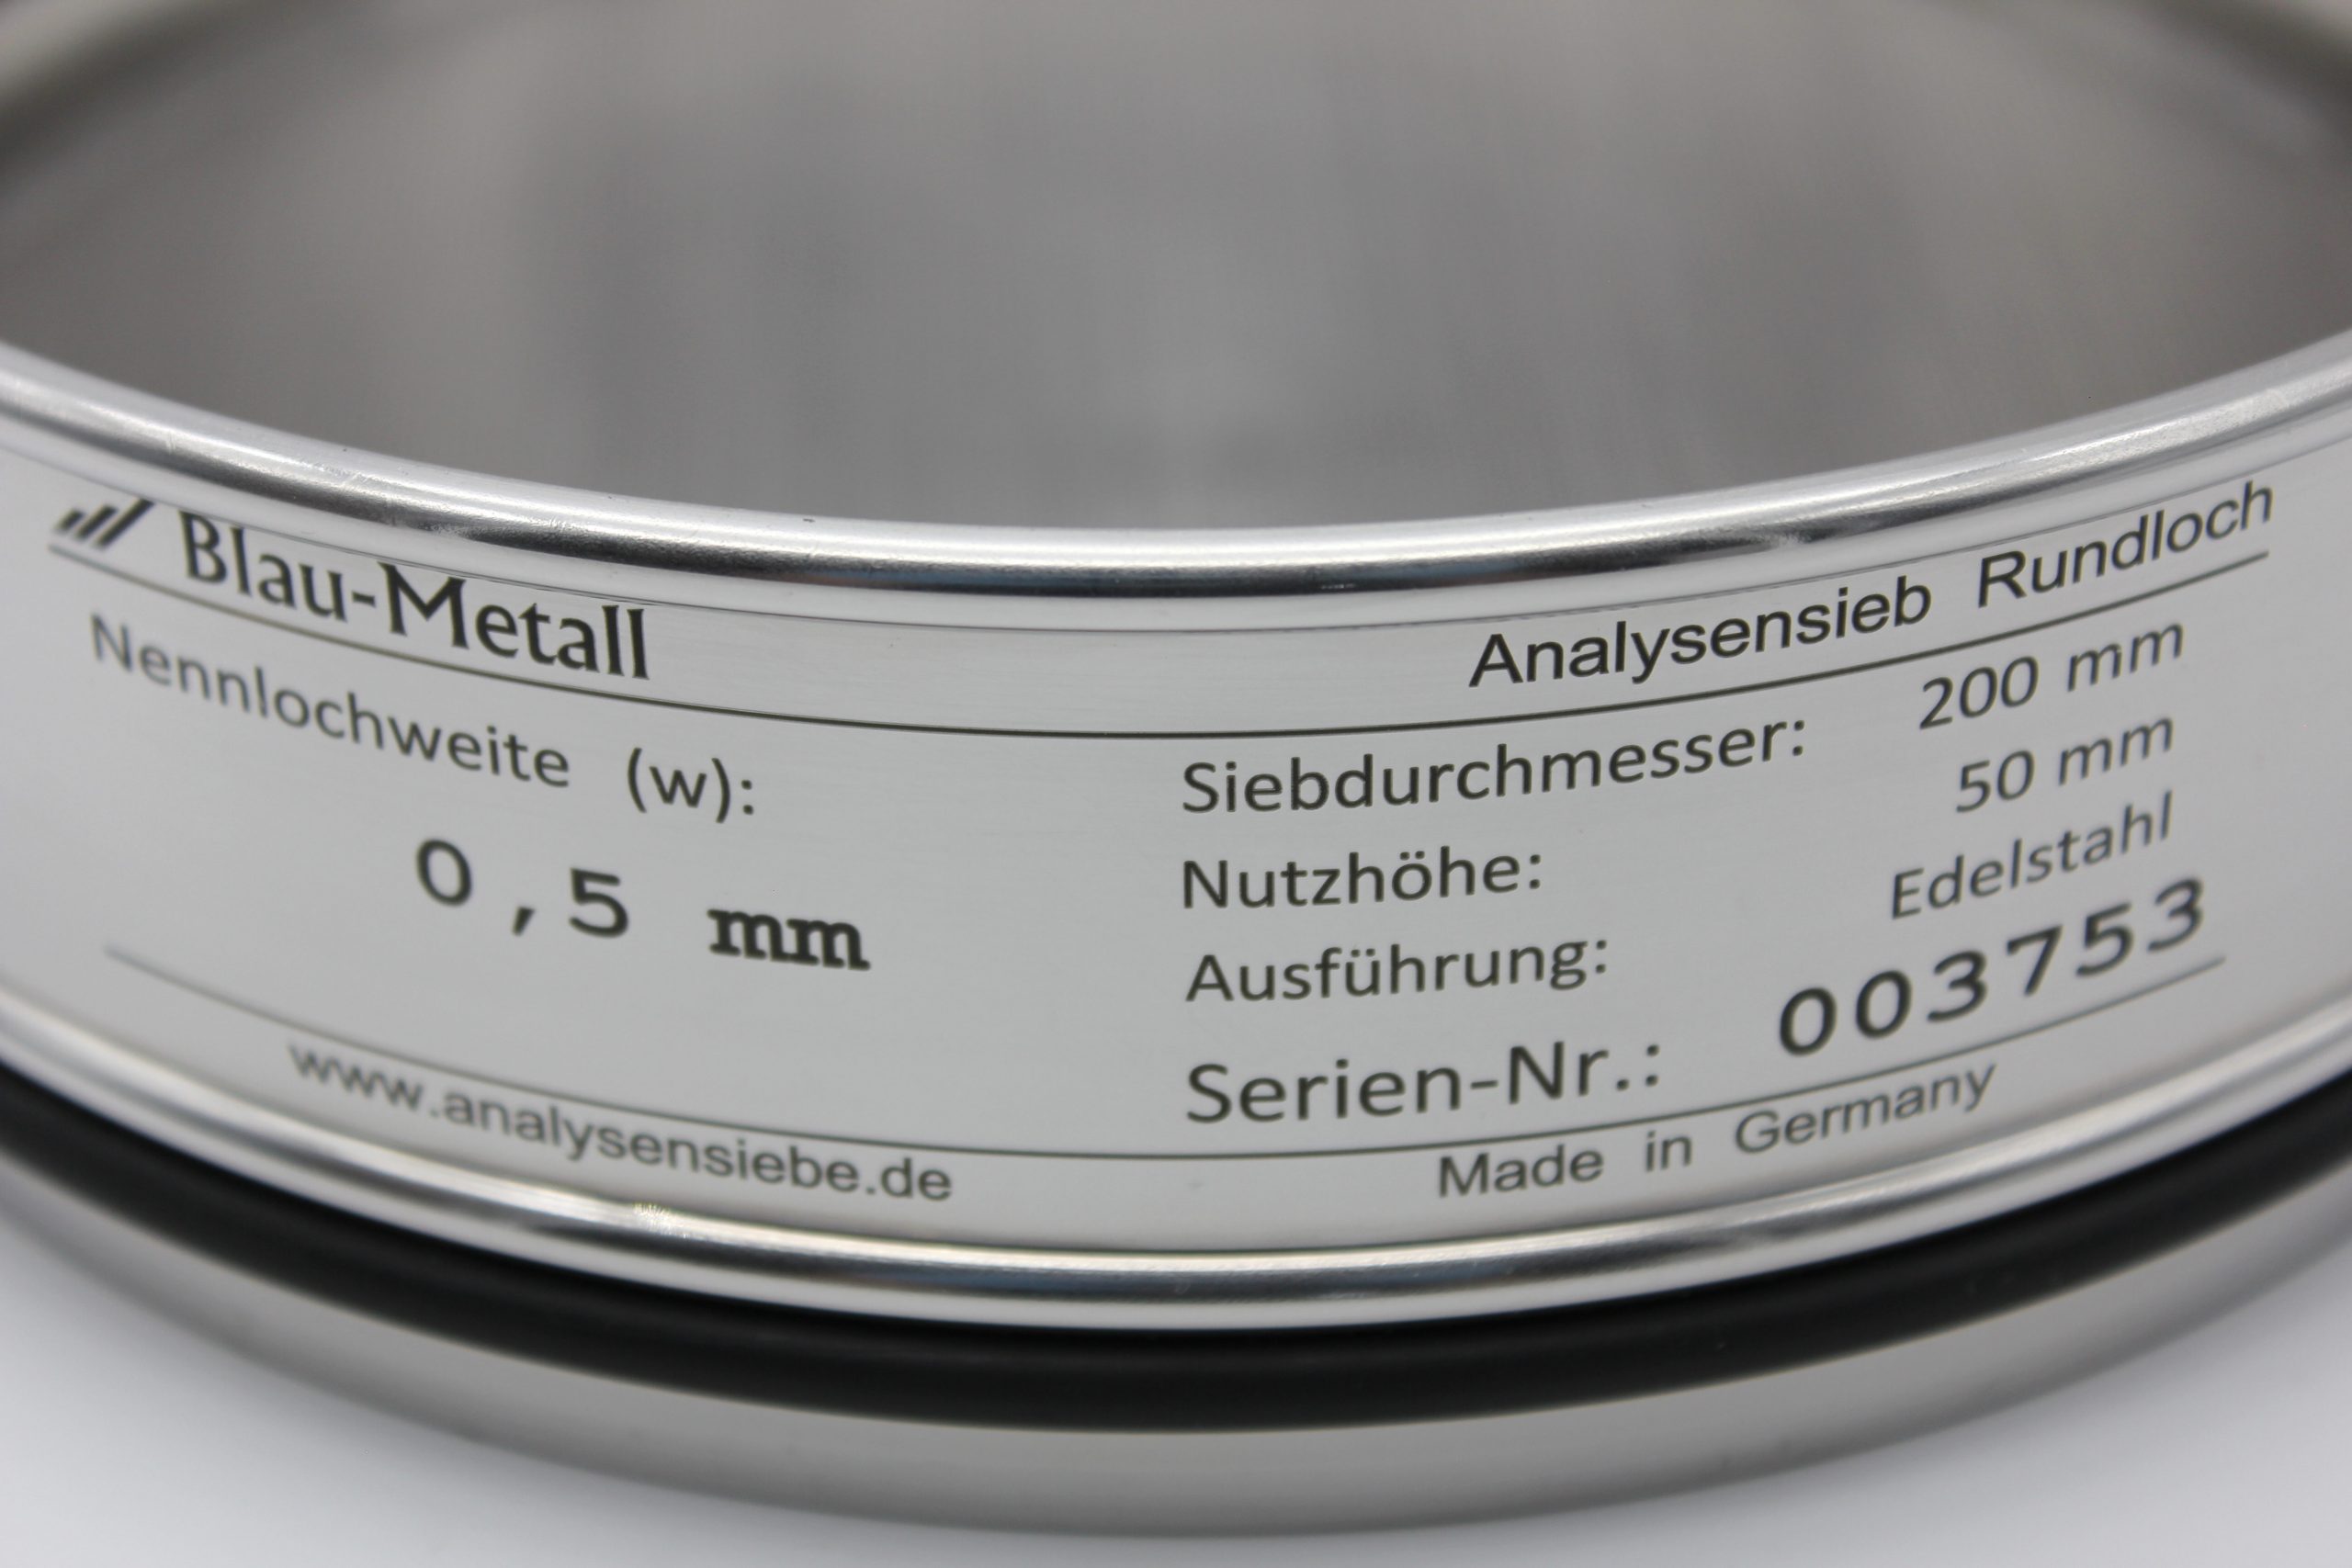 Blau-Metall Analysensieb Rundloch
Nennlochweite (w):
0,5 mm
Siebdurchmesser: 200 mm
Nutzhöhe: 50 mm
Ausführung: Edelstahl
Serien-Nr.: 003753
www.analysensiebe.de Made in Germany